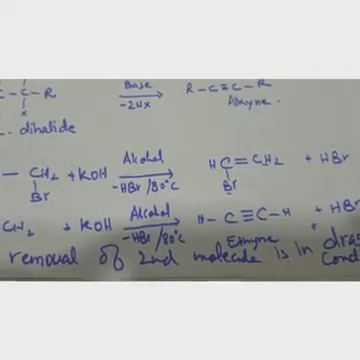 Base
-C-C-R → R-C≡C-R
x -2HX Alkyne.
. dihalide
Alcohol
- CH₂ + KOH → HC=CH₂ + HBr
Br -HBr/80°C Br
Alcohol
CH₂ + KOH → H-C≡C-H + HBr
-HBr/80°C Ethyne
removal of 2nd molecule is in